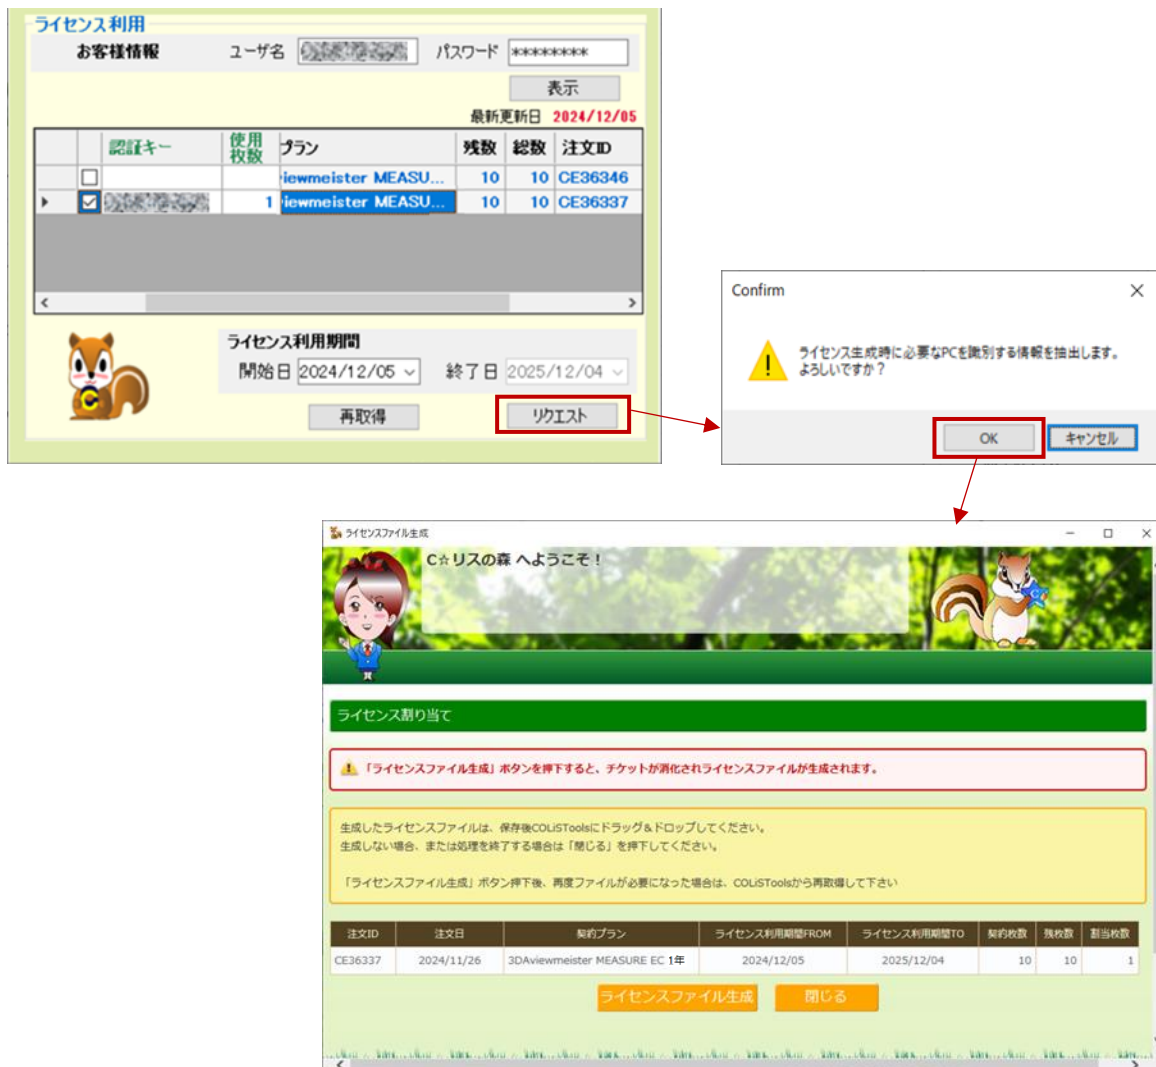 ライセンス利用
お客様情報 ユーザ名 パスワード *********
表示
最新更新日 2024/12/05
認証キー 使用枚数 プラン 残数 総数 注文ID
iewmeister MEASU... 10 10 CE36346
1 iewmeister MEASU... 10 10 CE36337
ライセンス利用期間
開始日 2024/12/05 終了日 2025/12/04
再取得 リクエスト
Confirm
ライセンス生成時に必要なPCを識別する情報を抽出します。
よろしいですか？
OK キャンセル
ライセンスファイル生成
C☆リスの森 へようこそ！
ライセンス割り当て
「ライセンスファイル生成」ボタンを押下すると、チケットが消化されライセンスファイルが生成されます。
生成したライセンスファイルは、保存後COLiSToolsにドラッグ&ドロップしてください。
生成しない場合、または処理を終了する場合は「閉じる」を押下してください。
「ライセンスファイル生成」ボタン押下後、再度ファイルが必要になった場合は、COLiSToolsから再取得して下さい
注文ID 注文日 契約プラン ライセンス利用期間FROM ライセンス利用期間TO 契約枚数 残枚数 割当枚数
CE36337 2024/11/26 3DAviewmeister MEASURE EC 1年 2024/12/05 2025/12/04 10 10 1
ライセンスファイル生成 閉じる